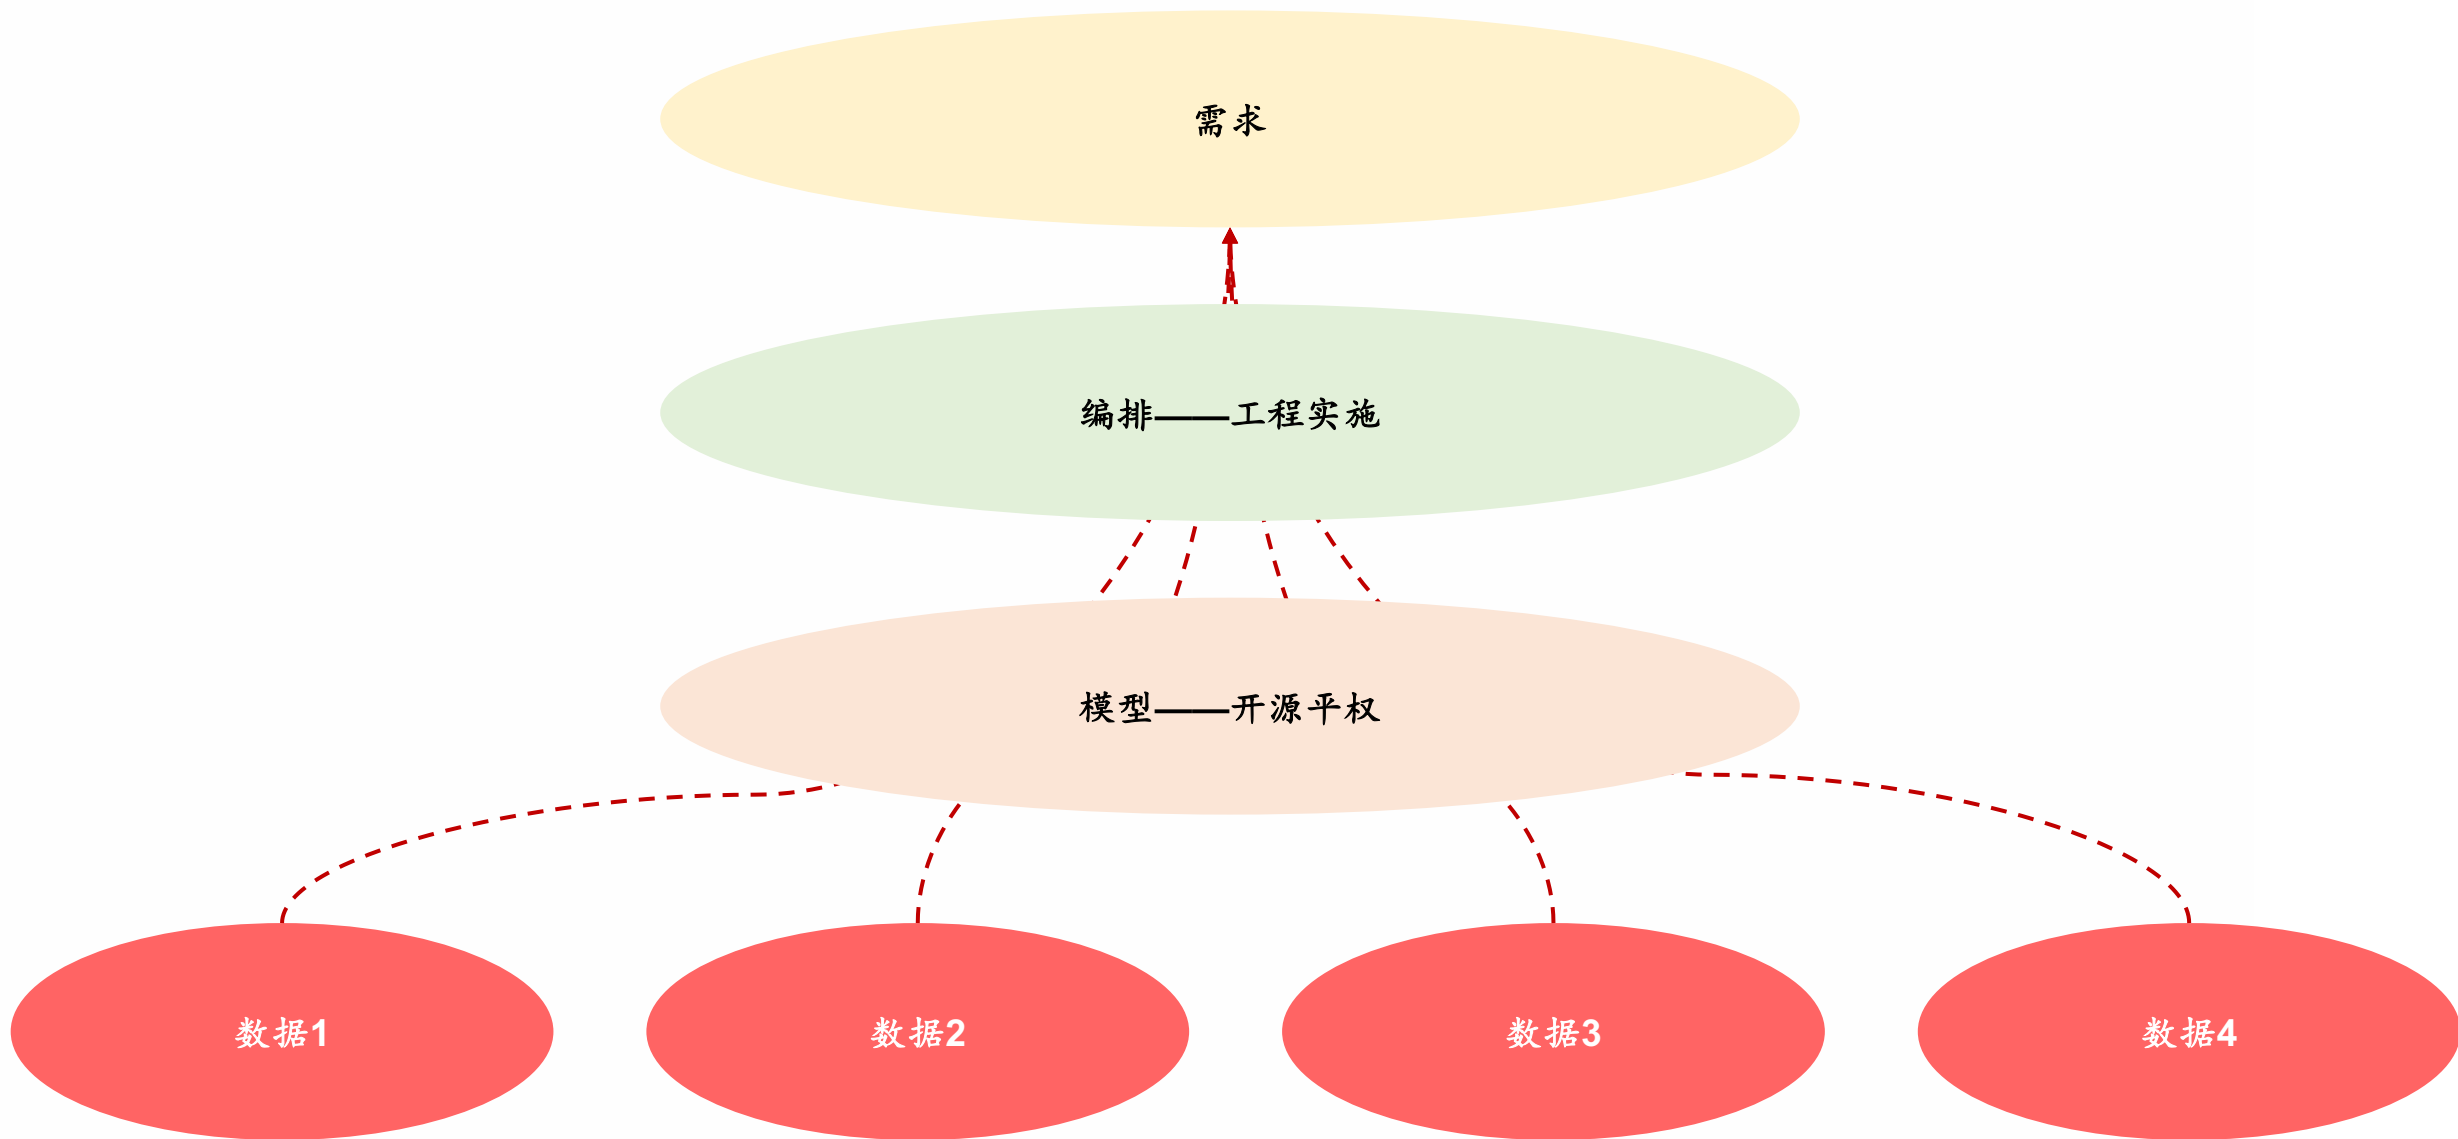 需求
编排——工程实施
模型——开源平权
数据1
数据2
数据3
数据4